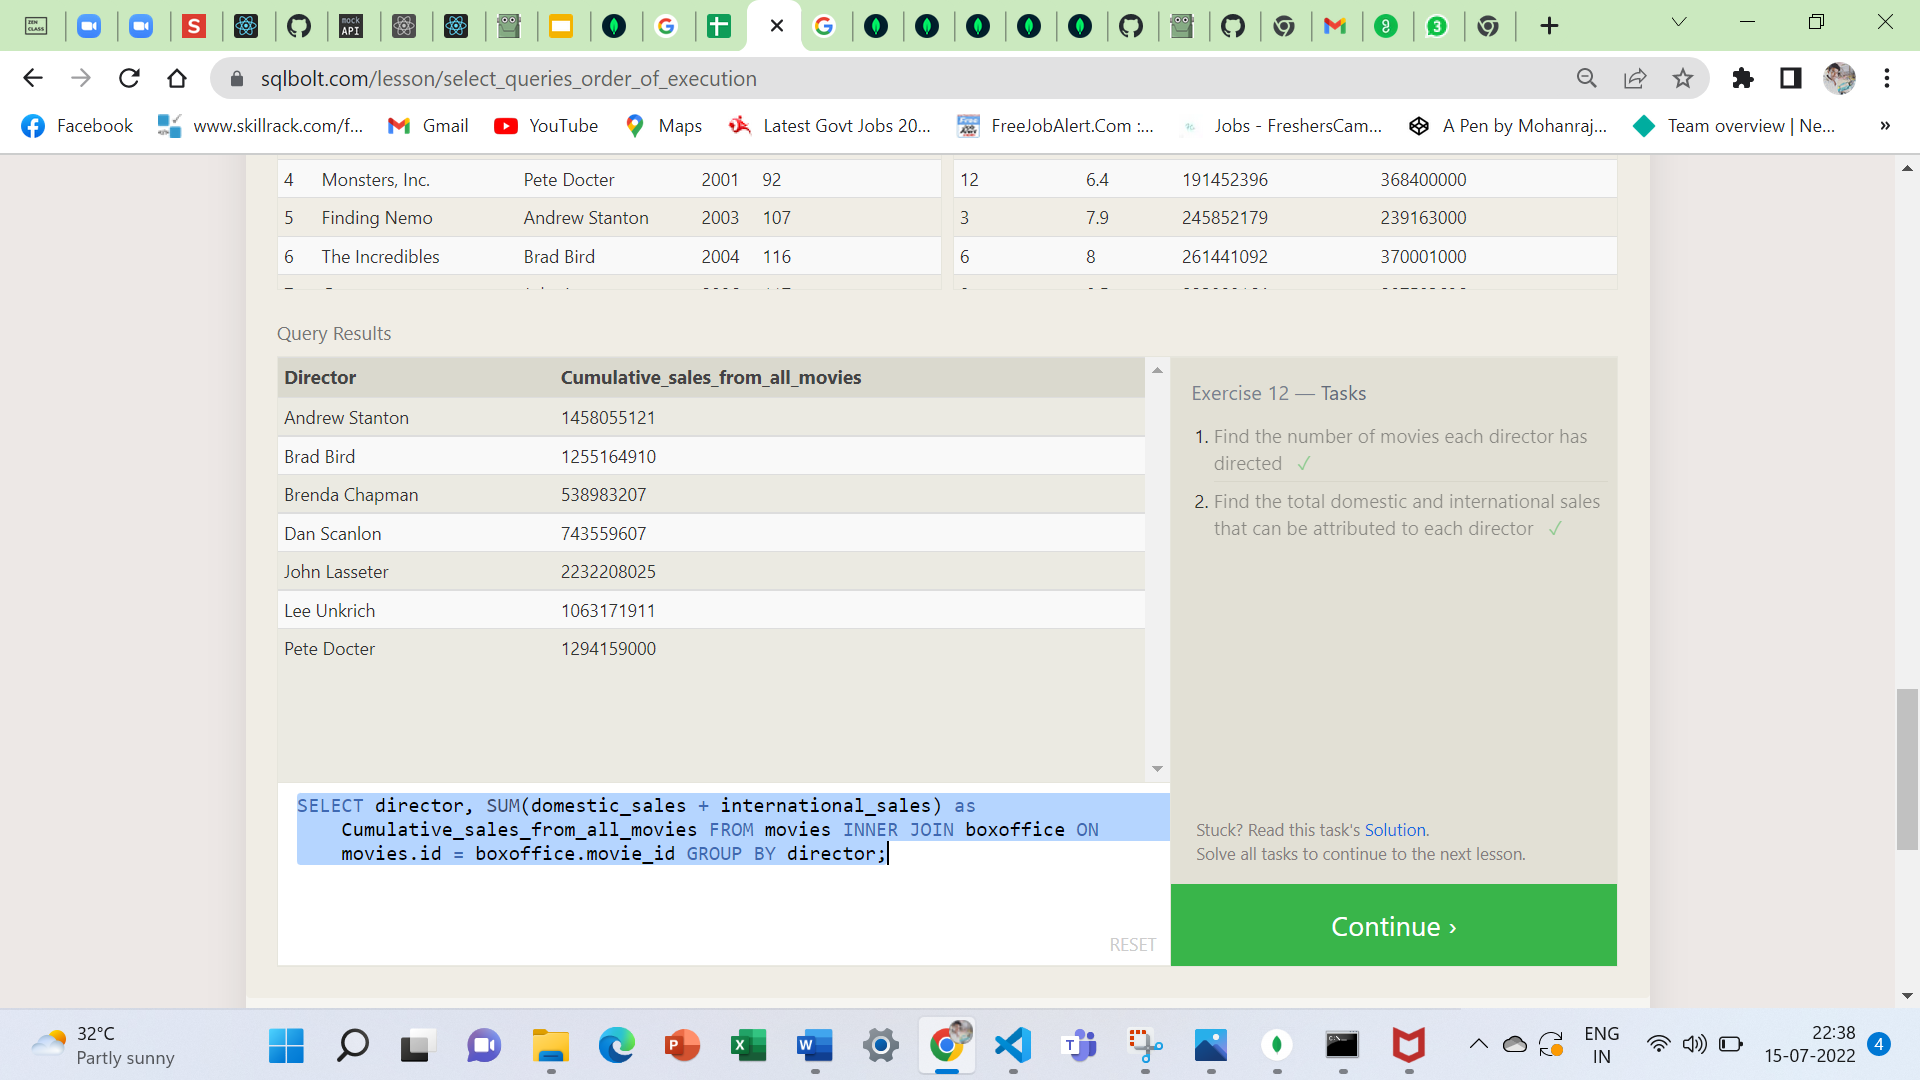 ZEN
CLASS
S
mock
API
3
sqlbolt.com/lesson/select_queries_order_of_execution
Facebook
www.skillrack.com/f...
Gmail
YouTube
Maps
Latest Govt Jobs 20...
FreeJobAlert.Com :...
Jobs - FreshersCam...
A Pen by Mohanraj...
Team overview | Ne...
»
4 Monsters, Inc. Pete Docter 2001 92 12 6.4 191452396 368400000
5 Finding Nemo Andrew Stanton 2003 107 3 7.9 245852179 239163000
6 The Incredibles Brad Bird 2004 116 6 8 261441092 370001000
Query Results
Director Cumulative_sales_from_all_movies
Andrew Stanton 1458055121
Brad Bird 1255164910
Brenda Chapman 538983207
Dan Scanlon 743559607
John Lasseter 2232208025
Lee Unkrich 1063171911
Pete Docter 1294159000
Exercise 12 — Tasks
1. Find the number of movies each director has
directed ✓
2. Find the total domestic and international sales
that can be attributed to each director ✓
SELECT director, SUM(domestic_sales + international_sales) as
Cumulative_sales_from_all_movies FROM movies INNER JOIN boxoffice ON
movies.id = boxoffice.movie_id GROUP BY director;
RESET
Stuck? Read this task's Solution.
Solve all tasks to continue to the next lesson.
Continue ›
32°C
Partly sunny
ENG
IN
22:38
15-07-2022
4